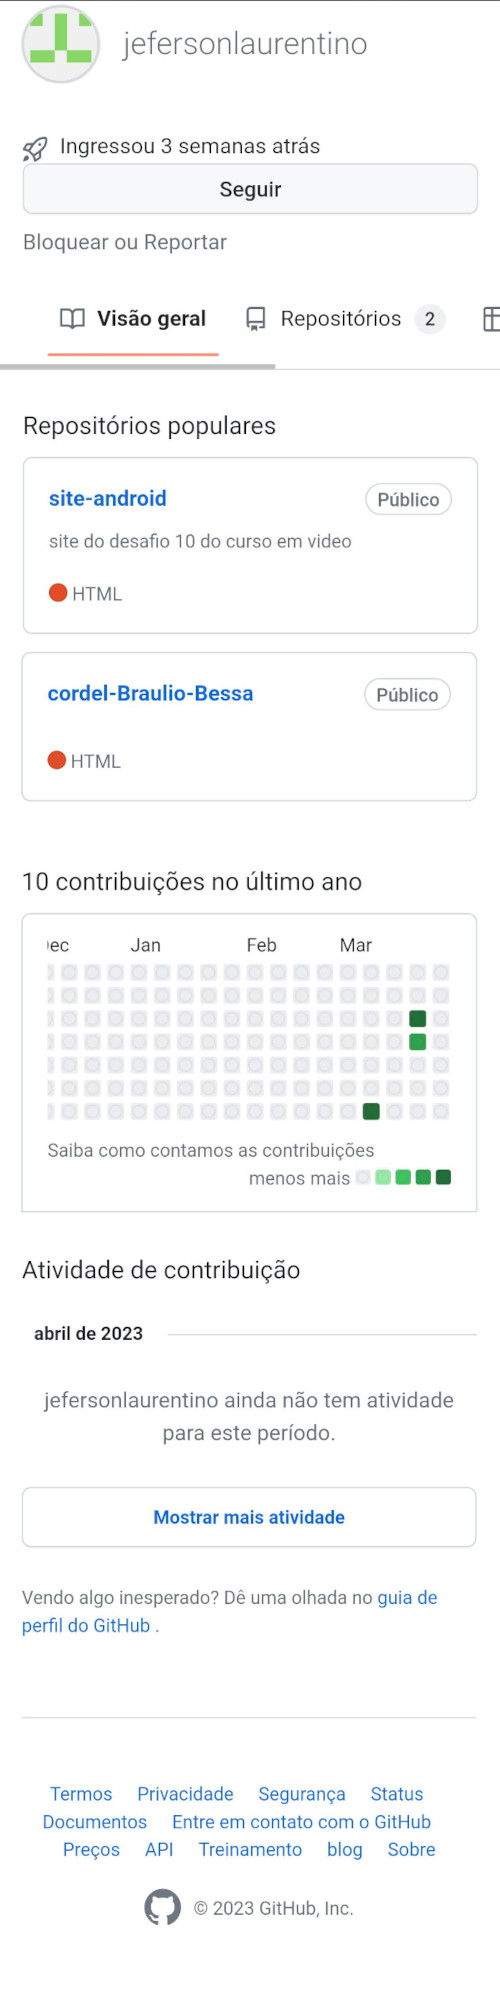 jefersonlaurentino
Ingressou 3 semanas atrás
Seguir
Bloquear ou Reportar
Visão geral
Repositórios 2
Repositórios populares
site-android Público
site do desafio 10 do curso em video
HTML
cordel-Braulio-Bessa Público
HTML
10 contribuições no último ano
ec Jan Feb Mar
Saiba como contamos as contribuições
menos mais
Atividade de contribuição
abril de 2023
jefersonlaurentino ainda não tem atividade
para este período.
Mostrar mais atividade
Vendo algo inesperado? Dê uma olhada no guia de
perfil do GitHub .
Termos Privacidade Segurança Status
Documentos Entre em contato com o GitHub
Preços API Treinamento blog Sobre
© 2023 GitHub, Inc.